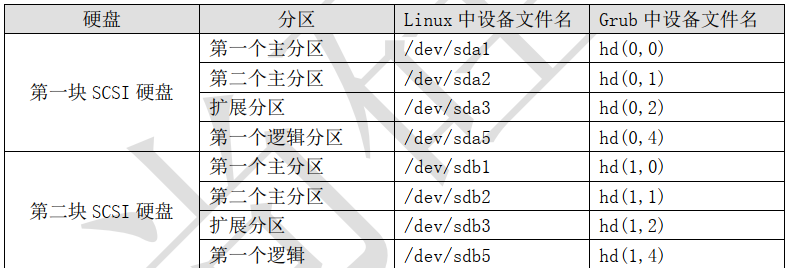 硬盘 分区 Linux 中设备文件名 Grub 中设备文件名
第一块 SCSI 硬盘 第一个主分区 /dev/sda1 hd(0,0)
第二个主分区 /dev/sda2 hd(0,1)
扩展分区 /dev/sda3 hd(0,2)
第一个逻辑分区 /dev/sda5 hd(0,4)
第二块 SCSI 硬盘 第一个主分区 /dev/sdb1 hd(1,0)
第二个主分区 /dev/sdb2 hd(1,1)
扩展分区 /dev/sdb3 hd(1,2)
第一个逻辑 /dev/sdb5 hd(1,4)